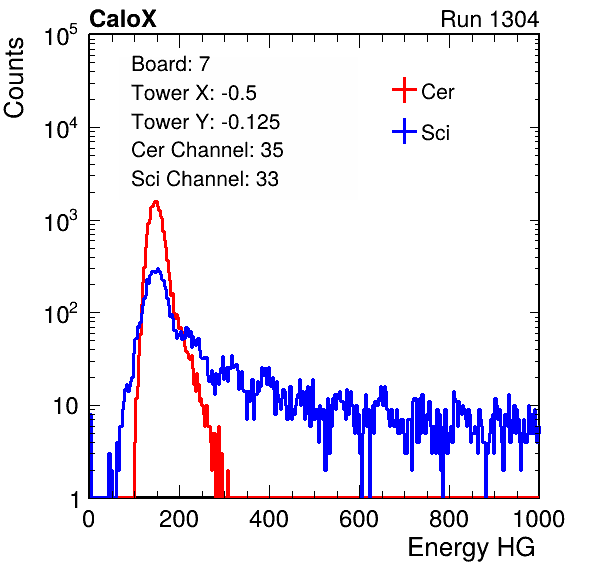 CaloX Run 1304
Counts
10^5
10^4
10^3
10^2
10
1
Board: 7
Tower X: -0.5
Tower Y: -0.125
Cer Channel: 35
Sci Channel: 33
Cer
Sci
0 200 400 600 800 1000
Energy HG